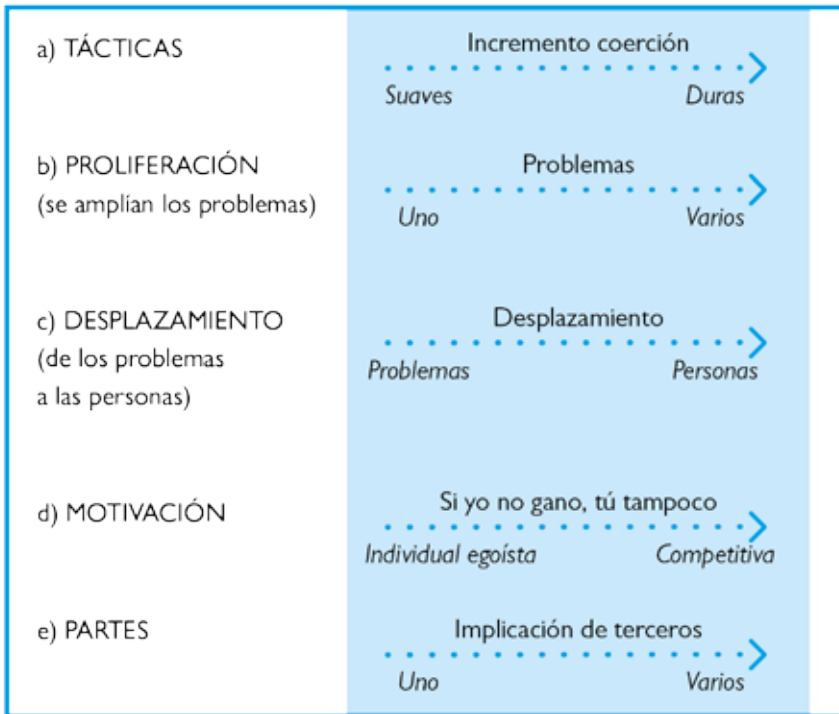 a) TÁCTICAS
Incremento coerción
Suaves Duras
b) PROLIFERACIÓN
(se amplían los problemas)
Problemas
Uno Varios
c) DESPLAZAMIENTO
(de los problemas
a las personas)
Desplazamiento
Problemas Personas
d) MOTIVACIÓN
Si yo no gano, tú tampoco
Individual egoísta Competitiva
e) PARTES
Implicación de terceros
Uno Varios